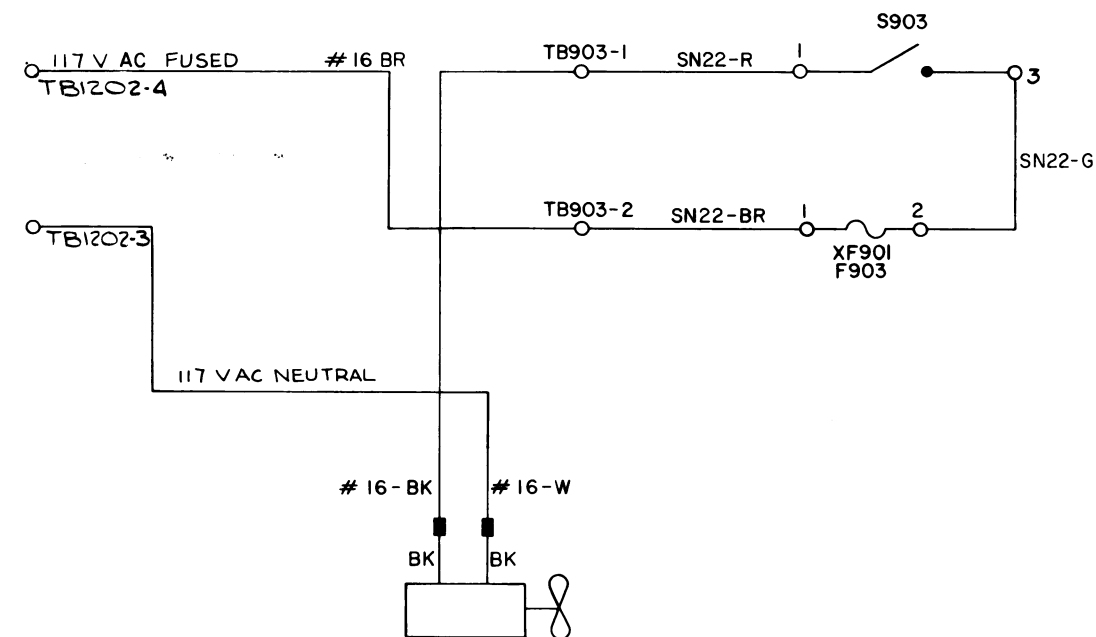 S903
117 V AC FUSED
#16 BR
TB903-1
SN22-R
1
3
TB1202-4
SN22-G
TB1202-3
TB903-2
SN22-BR
1
2
XF901
F903
117 V AC NEUTRAL
#16-BK
#16-W
BK
BK